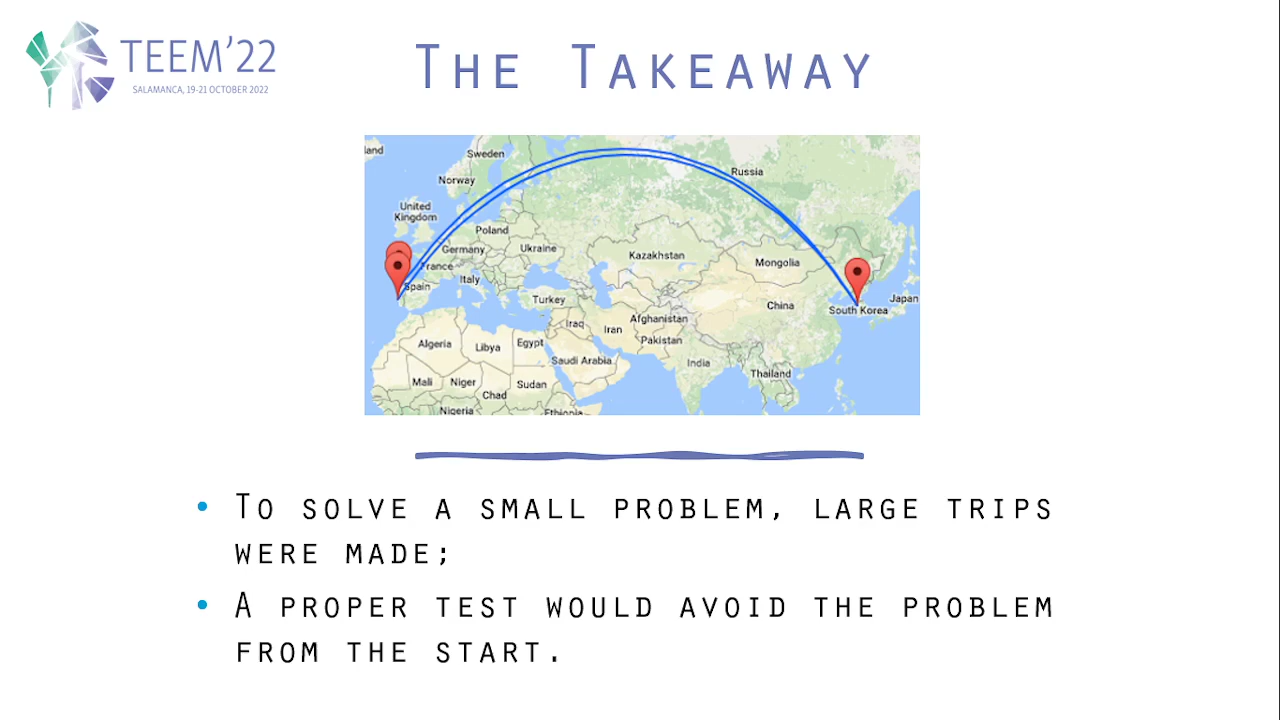 TEEM'22
SALAMANCA, 19-21 OCTOBER 2022
THE TAKEAWAY
land
Sweden
Russia
Norway
United
Kingdom
Poland
Germany
Ukraine
Kazakhstan
Mongolia
France
Spain
Italy
Turkey
China
Japan
South Korea
Iraq
Iran
Afghanistan
Pakistan
Algeria
Libya
Egypt
Saudi Arabia
India
Thailand
Mali
Niger
Chad
Sudan
Nigeria
Ethiopia
• TO SOLVE A SMALL PROBLEM, LARGE TRIPS
WERE MADE;
• A PROPER TEST WOULD AVOID THE PROBLEM
FROM THE START.